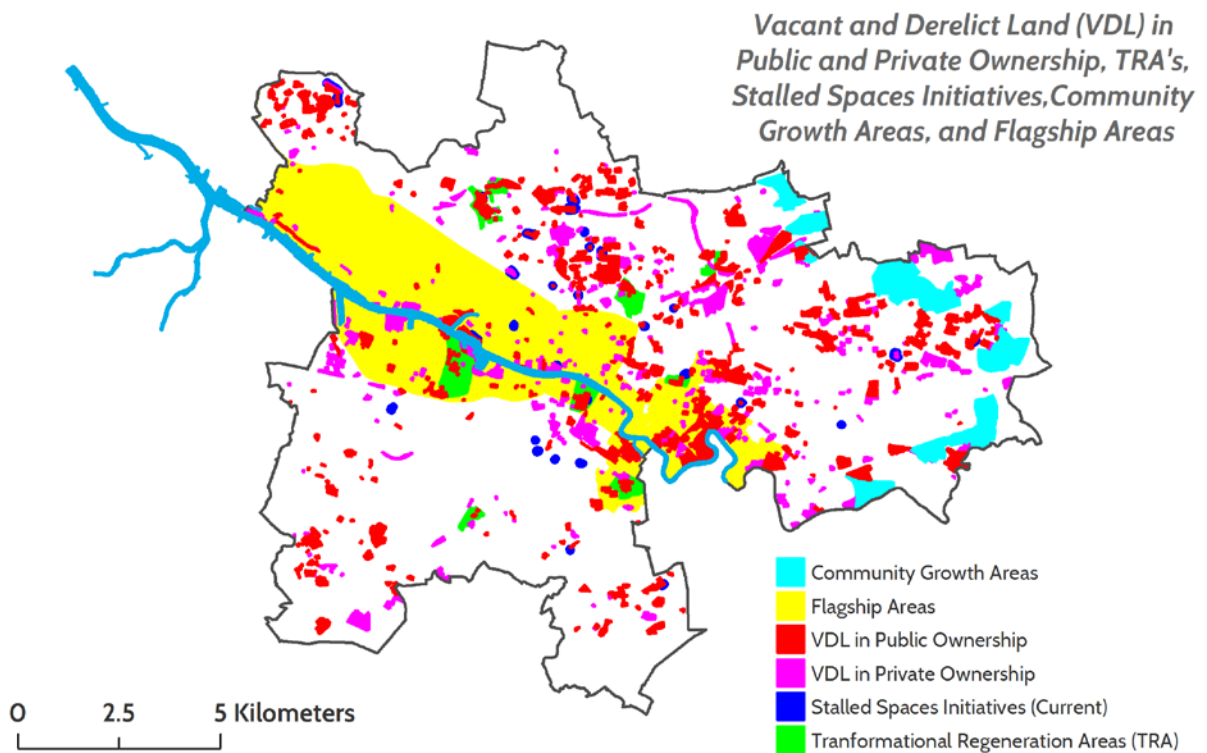 Vacant and Derelict Land (VDL) in
Public and Private Ownership, TRA's,
Stalled Spaces Initiatives,Community
Growth Areas, and Flagship Areas
Community Growth Areas
Flagship Areas
VDL in Public Ownership
VDL in Private Ownership
Stalled Spaces Initiatives (Current)
Tranformational Regeneration Areas (TRA)
0 2.5 5 Kilometers